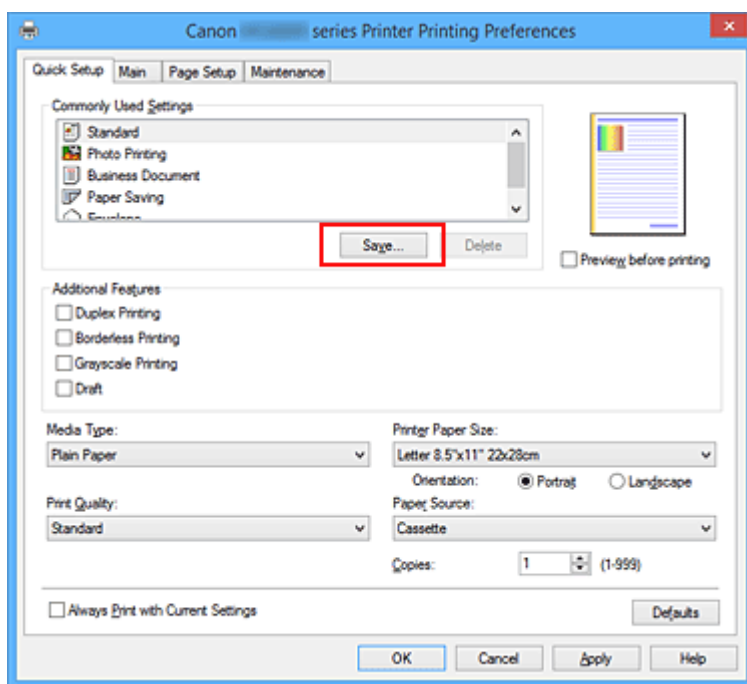 Canon series Printer Printing Preferences
Quick Setup Main Page Setup Maintenance
Commonly Used Settings
Standard
Photo Printing
Business Document
Paper Saving
Envelope
Save... Delete
Preview before printing
Additional Features
Duplex Printing
Borderless Printing
Grayscale Printing
Draft
Media Type: Printer Paper Size:
Plain Paper Letter 8.5"x11" 22x28cm
Orientation: Portrait Landscape
Print Quality: Paper Source:
Standard Cassette
Copies: 1 (1-999)
Always Print with Current Settings Defaults
OK Cancel Apply Help